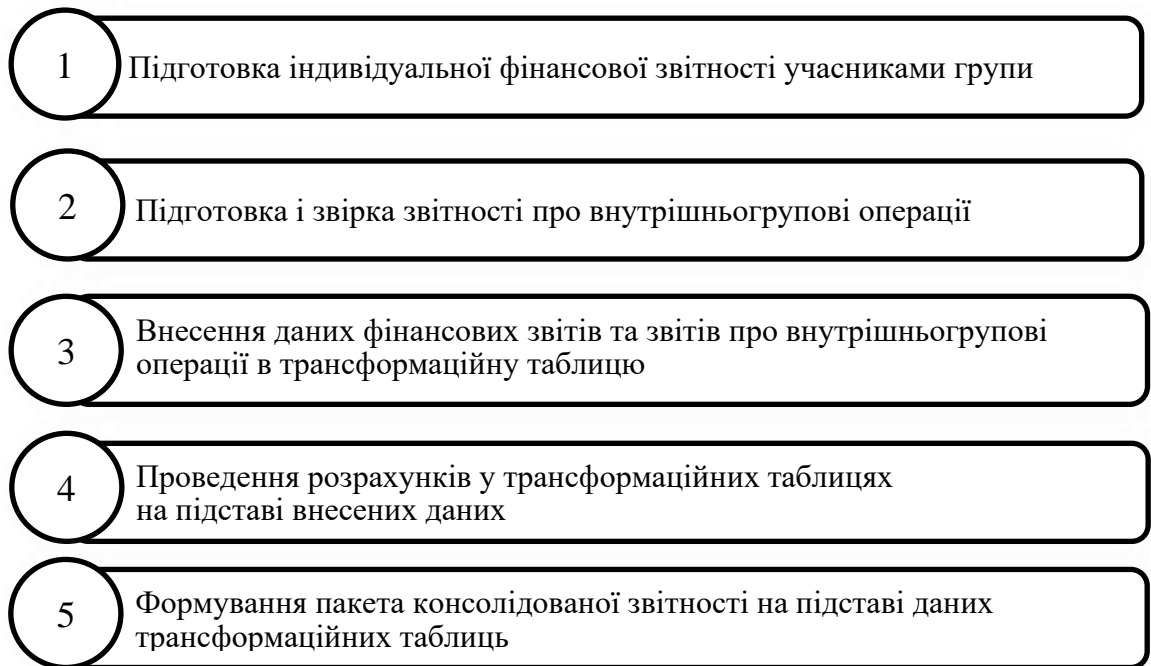 1
Підготовка індивідуальної фінансової звітності учасниками групи
2
Підготовка і звірка звітності про внутрішньогрупові операції
3
Внесення даних фінансових звітів та звітів про внутрішньогрупові
операції в трансформаційну таблицю
4
Проведення розрахунків у трансформаційних таблицях
на підставі внесених даних
5
Формування пакета консолідованої звітності на підставі даних
трансформаційних таблиць